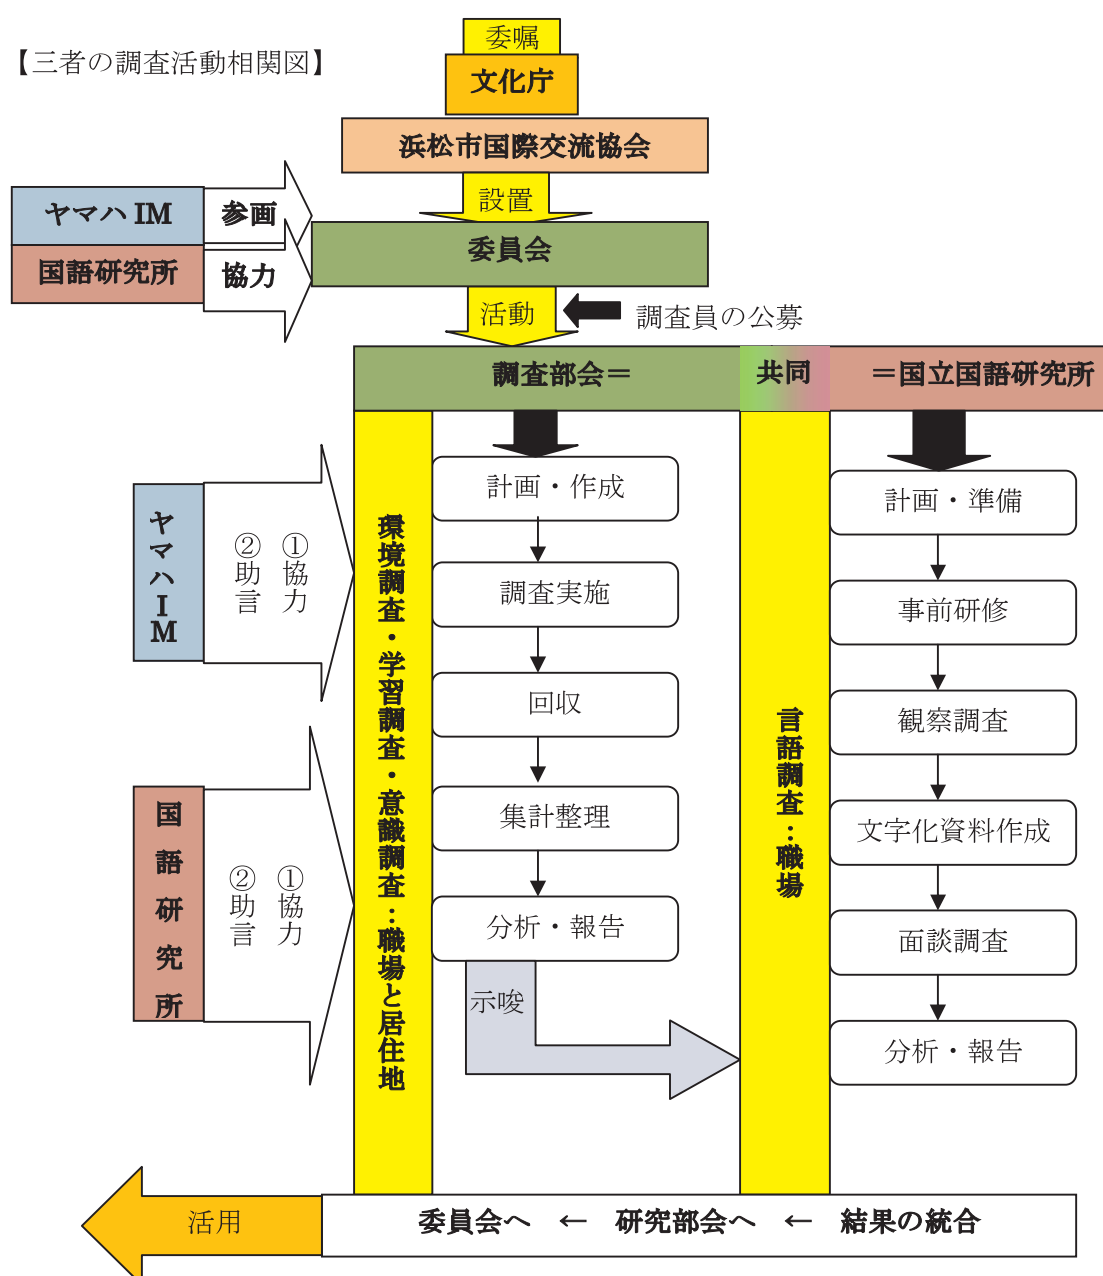 【三者の調査活動相関図】
委嘱
文化庁
浜松市国際交流協会
設置
ヤマハ IM
参画
国語研究所
協力
委員会
活動
調査員の公募
調査部会＝
共同
＝国立国語研究所
環境調査・学習調査・意識調査：職場と居住地
計画・作成
調査実施
回収
集計整理
分析・報告
示唆
ヤマハIM
①協力
②助言
国語研究所
①協力
②助言
言語調査：職場
計画・準備
事前研修
観察調査
文字化資料作成
面談調査
分析・報告
活用
委員会へ ← 研究部会へ ← 結果の統合